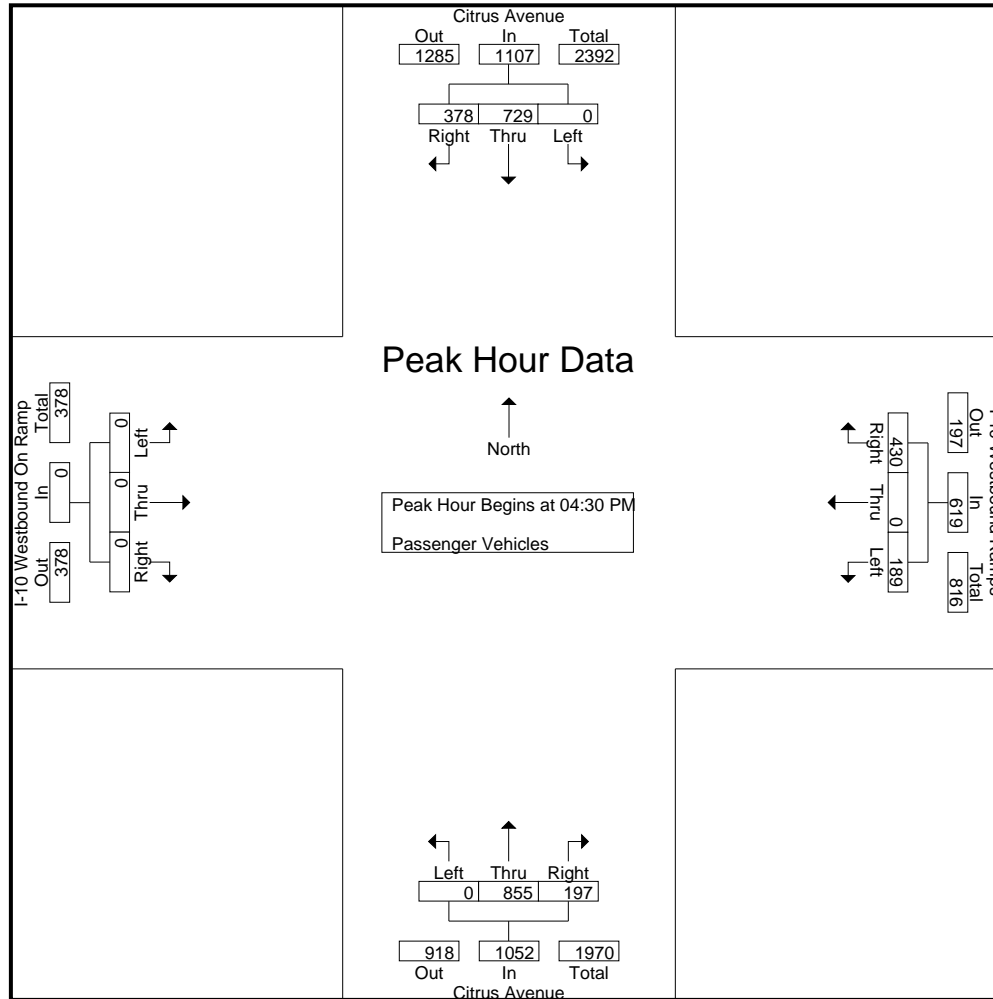 Citrus Avenue
Out In Total
1285 1107 2392
378 729 0
Right Thru Left
Peak Hour Data
North
Peak Hour Begins at 04:30 PM
Passenger Vehicles
I-10 Westbound On Ramp
Total In Out
378 0 378
0 0 0
Left Thru Right
Out In Total
197 619 816
430 0 189
Right Thru Left
Left Thru Right
0 855 197
918 1052 1970
Out In Total
Citrus Avenue